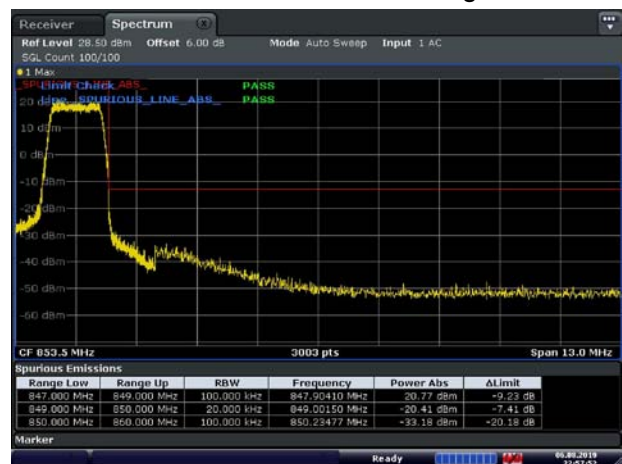 Receiver Spectrum
Ref Level 28.50 dBm Offset 6.00 dB Mode Auto Sweep Input 1 AC
SGL Count 100/100
1 Max
Limit Check PASS
Line _SPURIOUS_LINE_ABS_ PASS
20 dBm
10 dBm
0 dBm
-10 dBm
-20 dBm
-30 dBm
-40 dBm
-50 dBm
-60 dBm
CF 853.5 MHz 3003 pts Span 13.0 MHz
Spurious Emissions
Range Low Range Up RBW Frequency Power Abs ΔLimit
847.000 MHz 849.000 MHz 100.000 kHz 847.90410 MHz 20.77 dBm -9.23 dB
849.000 MHz 850.000 MHz 20.000 kHz 849.00150 MHz -20.41 dBm -7.41 dB
850.000 MHz 860.000 MHz 100.000 kHz 850.23477 MHz -33.18 dBm -20.18 dB
Marker
Ready 06.08.2019